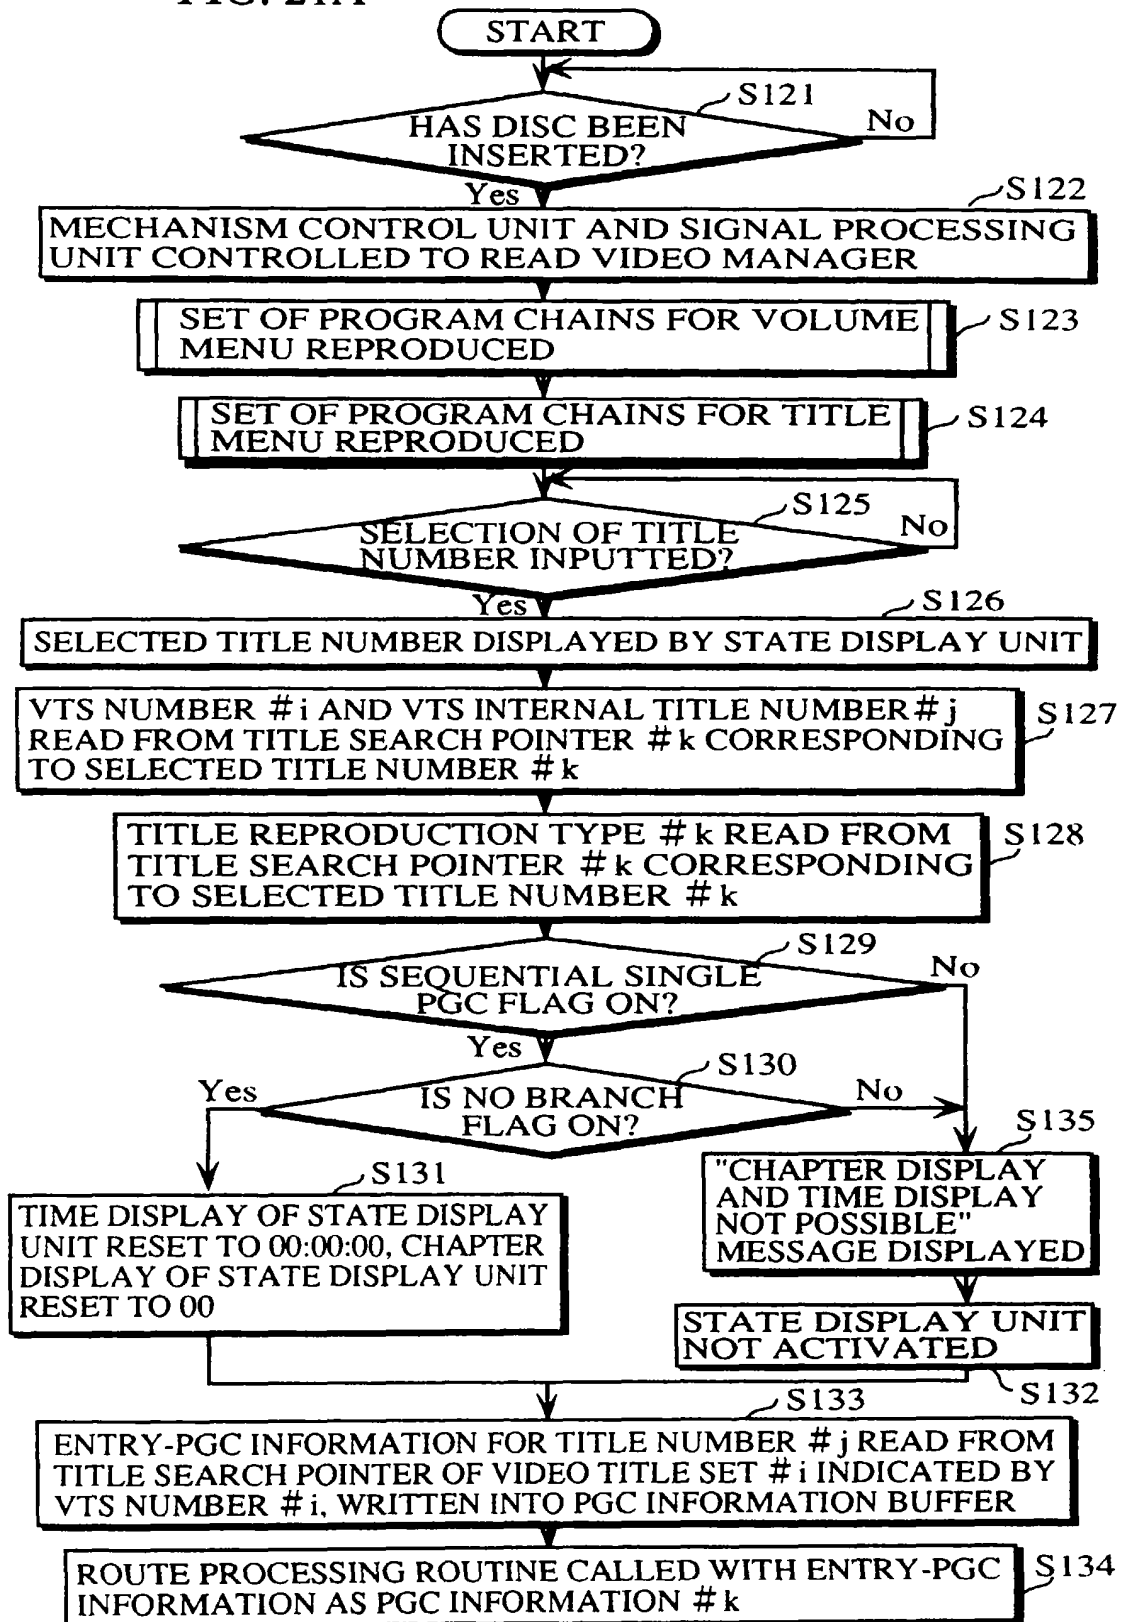 START
S121
HAS DISC BEEN
INSERTED?
No
Yes
S122
MECHANISM CONTROL UNIT AND SIGNAL PROCESSING
UNIT CONTROLLED TO READ VIDEO MANAGER
SET OF PROGRAM CHAINS FOR VOLUME
MENU REPRODUCED
S123
SET OF PROGRAM CHAINS FOR TITLE
MENU REPRODUCED
S124
S125
SELECTION OF TITLE
NUMBER INPUTTED?
No
Yes
S126
SELECTED TITLE NUMBER DISPLAYED BY STATE DISPLAY UNIT
VTS NUMBER #i AND VTS INTERNAL TITLE NUMBER #j
READ FROM TITLE SEARCH POINTER #k CORRESPONDING
TO SELECTED TITLE NUMBER #k
S127
TITLE REPRODUCTION TYPE #k READ FROM
TITLE SEARCH POINTER #k CORRESPONDING
TO SELECTED TITLE NUMBER #k
S128
S129
IS SEQUENTIAL SINGLE
PGC FLAG ON?
No
Yes
S130
IS NO BRANCH
FLAG ON?
Yes
No
S131
TIME DISPLAY OF STATE DISPLAY
UNIT RESET TO 00:00:00, CHAPTER
DISPLAY OF STATE DISPLAY UNIT
RESET TO 00
S135
"CHAPTER DISPLAY
AND TIME DISPLAY
NOT POSSIBLE"
MESSAGE DISPLAYED
STATE DISPLAY UNIT
NOT ACTIVATED
S132
S133
ENTRY-PGC INFORMATION FOR TITLE NUMBER #j READ FROM
TITLE SEARCH POINTER OF VIDEO TITLE SET #i INDICATED BY
VTS NUMBER #i, WRITTEN INTO PGC INFORMATION BUFFER
ROUTE PROCESSING ROUTINE CALLED WITH ENTRY-PGC
INFORMATION AS PGC INFORMATION #k
S134